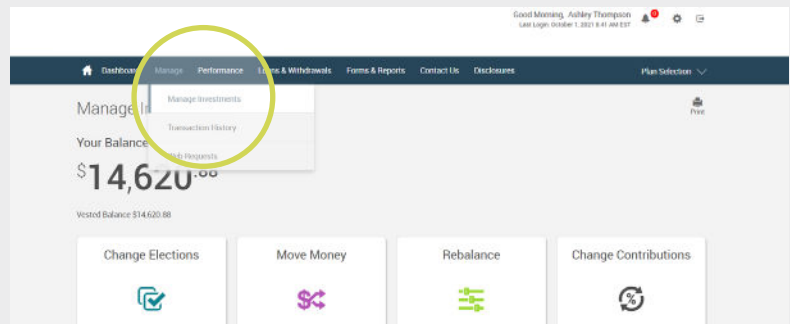 Good Morning, Ashley Thompson
Last Login: October 1, 2021 8:41 AM EST
Dashboard Manage Performance Loans & Withdrawals Forms & Reports Contact Us Disclosures Plan Selection
Manage
Manage Investments
Print
Transaction History
Your Balance
Web Requests
$14,620.88
Vested Balance $14,620.88
Change Elections Move Money Rebalance Change Contributions